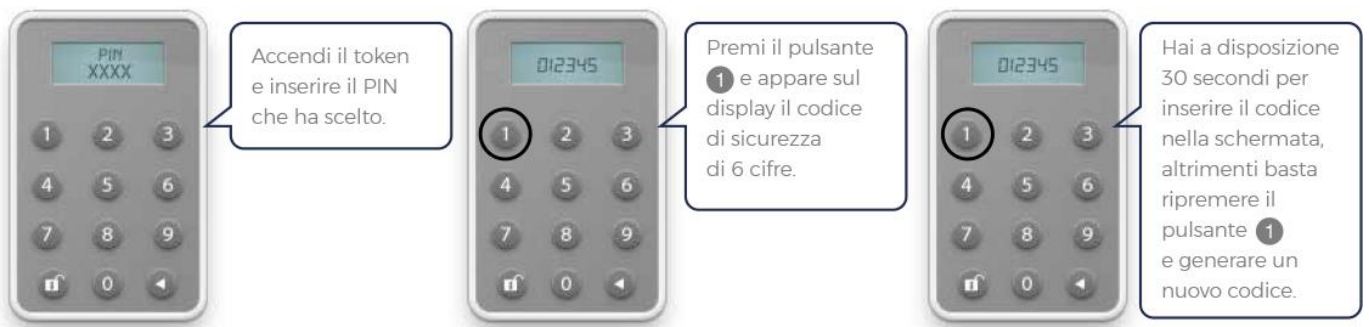 PIN
XXXX
1 2 3
4 5 6
7 8 9
0
Accendi il token
e inserire il PIN
che ha scelto.
012345
1 2 3
4 5 6
7 8 9
0
Premi il pulsante
1 e appare sul
display il codice
di sicurezza
di 6 cifre.
012345
1 2 3
4 5 6
7 8 9
0
Hai a disposizione
30 secondi per
inserire il codice
nella schermata,
altrimenti basta
ripremere il
pulsante 1
e generare un
nuovo codice.